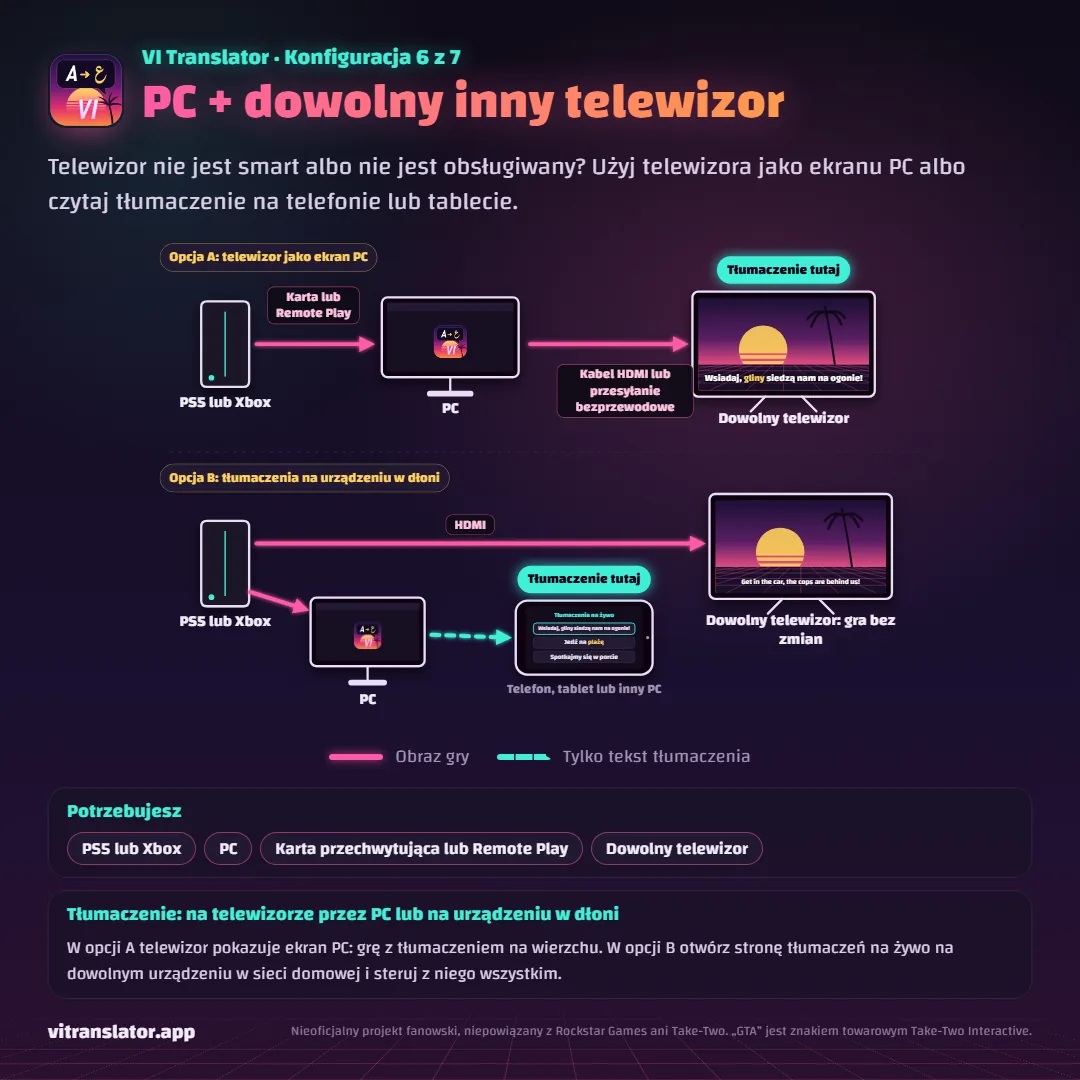 A→ع
VI
VI Translator · Konfiguracja 6 z 7
PC + dowolny inny telewizor
Telewizor nie jest smart albo nie jest obsługiwany? Użyj telewizora jako ekranu PC albo
czytaj tłumaczenie na telefonie lub tablecie.
Opcja A: telewizor jako ekran PC
Tłumaczenie tutaj
Karta lub
Remote Play
A→ع
VI
Wsiadaj, gliny siedzą nam na ogonie!
Kabel HDMI lub
przesyłanie
bezprzewodowe
PS5 lub Xbox
PC
Dowolny telewizor
Opcja B: tłumaczenia na urządzeniu w dłoni
HDMI
Tłumaczenie tutaj
Get in the car, the cops are behind us!
PS5 lub Xbox
A→ع
VI
Tłumaczenia na żywo
Wsiadaj, gliny siedzą nam na ogonie!
Jedź na plażę
Spotkajmy się w porcie
Dowolny telewizor: gra bez
zmian
PC
Telefon, tablet lub inny PC
Obraz gry
Tylko tekst tłumaczenia
Potrzebujesz
PS5 lub Xbox
PC
Karta przechwytująca lub Remote Play
Dowolny telewizor
Tłumaczenie: na telewizorze przez PC lub na urządzeniu w dłoni
W opcji A telewizor pokazuje ekran PC: grę z tłumaczeniem na wierzchu. W opcji B otwórz stronę tłumaczeń na żywo na
dowolnym urządzeniu w sieci domowej i steruj z niego wszystkim.
vitranslator.app
Nieoficjalny projekt fanowski, niepowiązany z Rockstar Games ani Take-Two. „GTA” jest znakiem towarowym Take-Two Interactive.